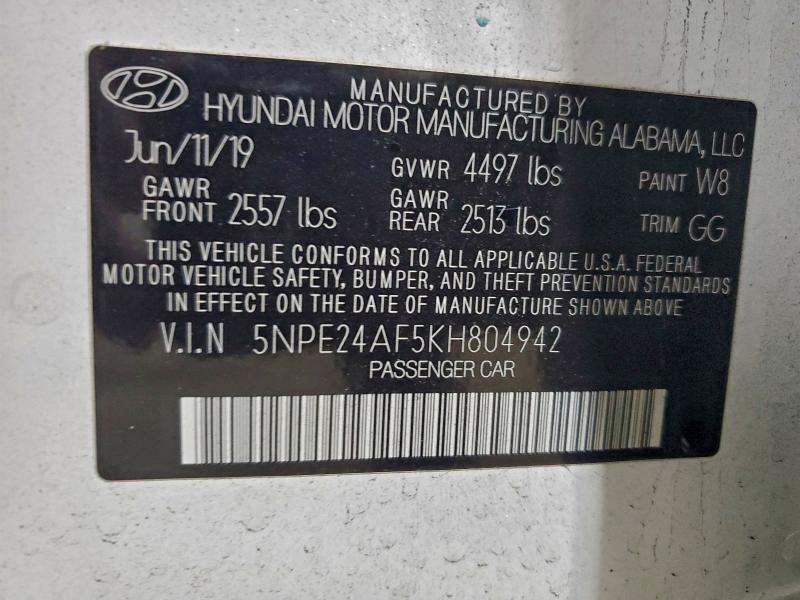 MANUFACTURED BY
HYUNDAI MOTOR MANUFACTURING ALABAMA, LLC
Jun/11/19 GVWR 4497 lbs PAINT W8
GAWR FRONT 2557 lbs GAWR REAR 2513 lbs TRIM GG
THIS VEHICLE CONFORMS TO ALL APPLICABLE U.S.A. FEDERAL
MOTOR VEHICLE SAFETY, BUMPER, AND THEFT PREVENTION STANDARDS
IN EFFECT ON THE DATE OF MANUFACTURE SHOWN ABOVE
V.I.N 5NPE24AF5KH804942
PASSENGER CAR